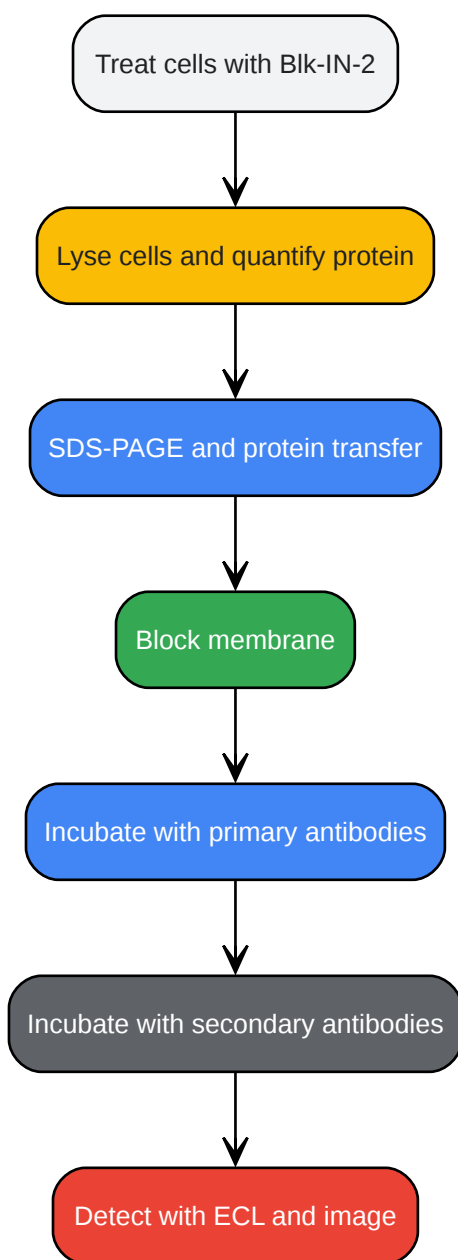 Treat cells with Blk-IN-2
Lyse cells and quantify protein
SDS-PAGE and protein transfer
Block membrane
Incubate with primary antibodies
Incubate with secondary antibodies
Detect with ECL and image